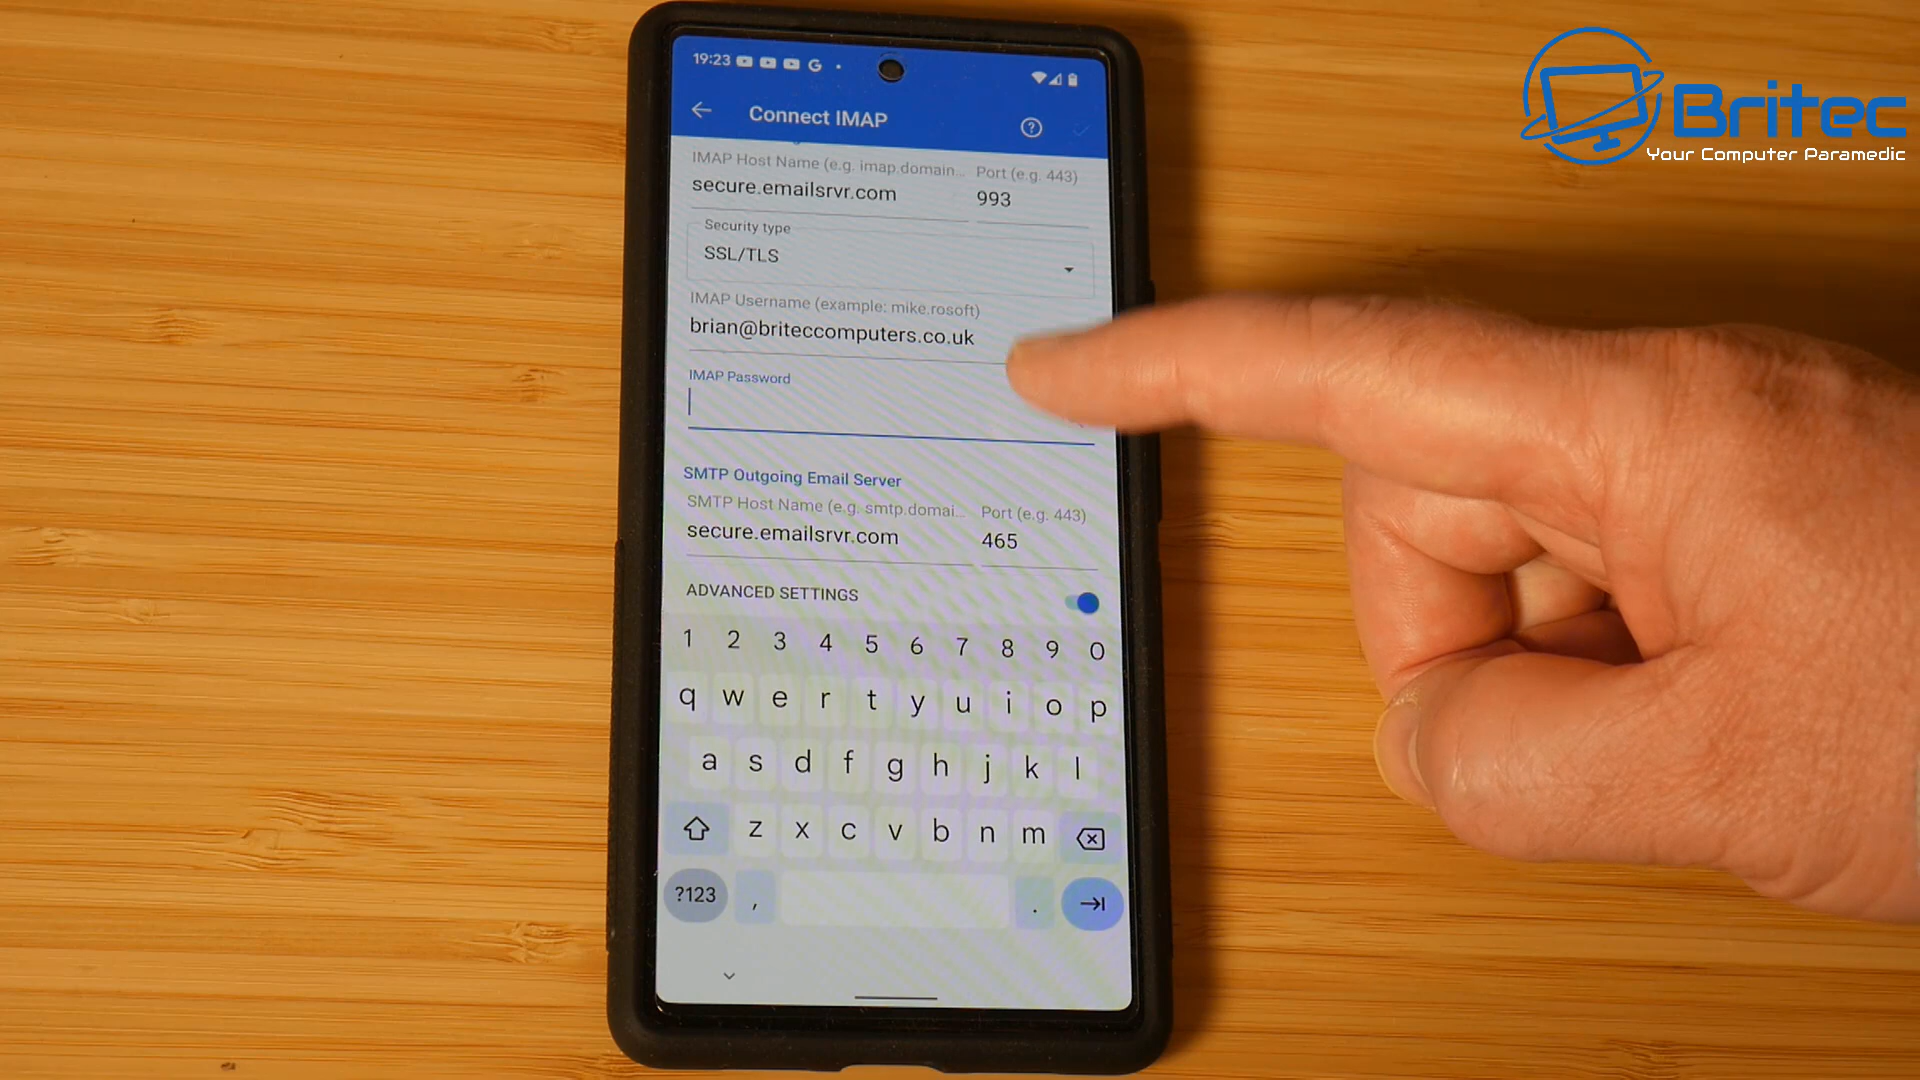 19:23
Connect IMAP
IMAP Host Name (e.g. imap.domain... Port (e.g. 443)
secure.emailsrvr.com 993
Security type
SSL/TLS
IMAP Username (example: mike.rosoft)
brian@briteccomputers.co.uk
IMAP Password
SMTP Outgoing Email Server
SMTP Host Name (e.g. smtp.domai... Port (e.g. 443)
secure.emailsrvr.com 465
ADVANCED SETTINGS
1 2 3 4 5 6 7 8 9 0
q w e r t y u i o p
a s d f g h j k l
z x c v b n m
?123 , .
Britec
Your Computer Paramedic